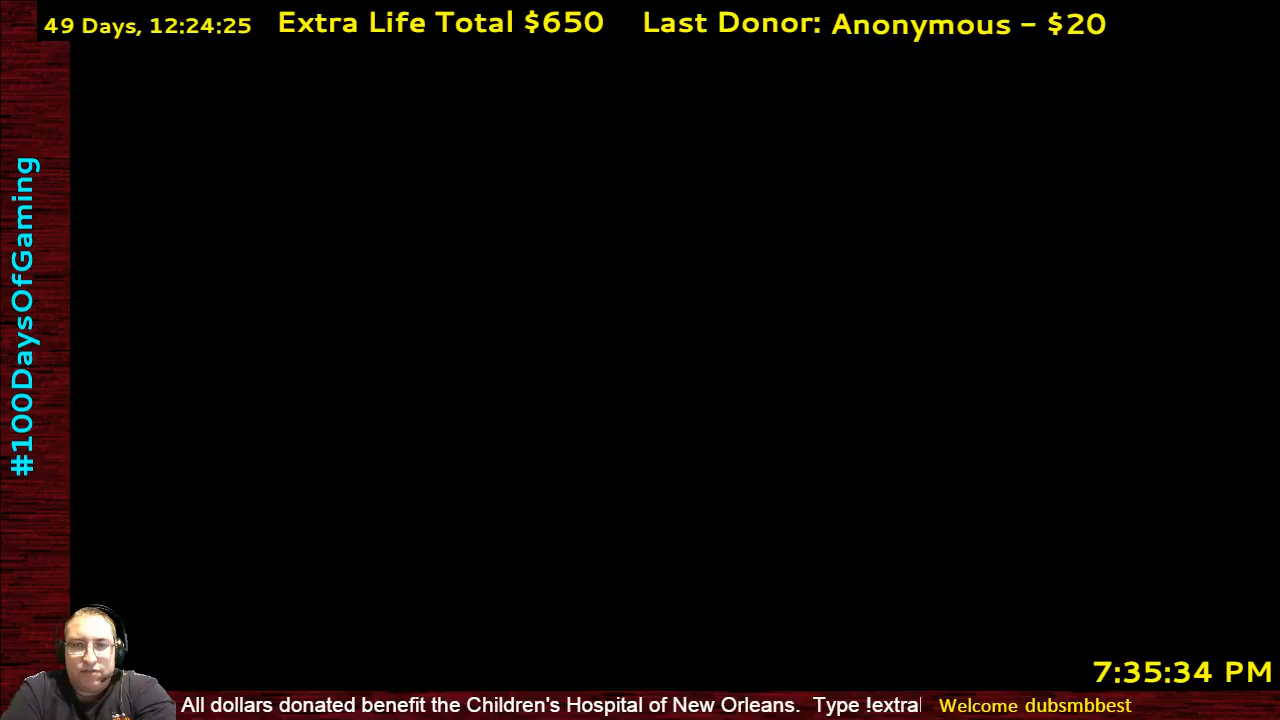 49 Days, 12:24:25 Extra Life Total $650 Last Donor: Anonymous - $20
#100DaysOfGaming
7:35:34 PM
All dollars donated benefit the Children's Hospital of New Orleans. Type !extra Welcome dubsmbbest